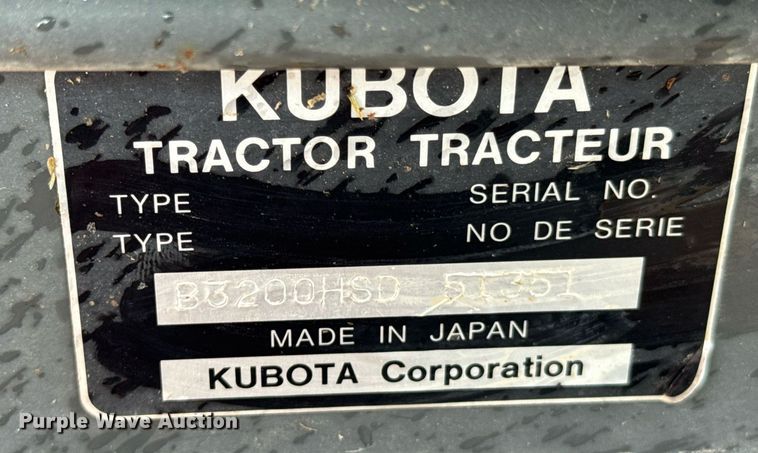 KUBOTA
TRACTOR TRACTEUR
TYPE SERIAL NO.
TYPE NO DE SERIE
B3200HSD 51351
MADE IN JAPAN
KUBOTA Corporation
Purple Wave Auction